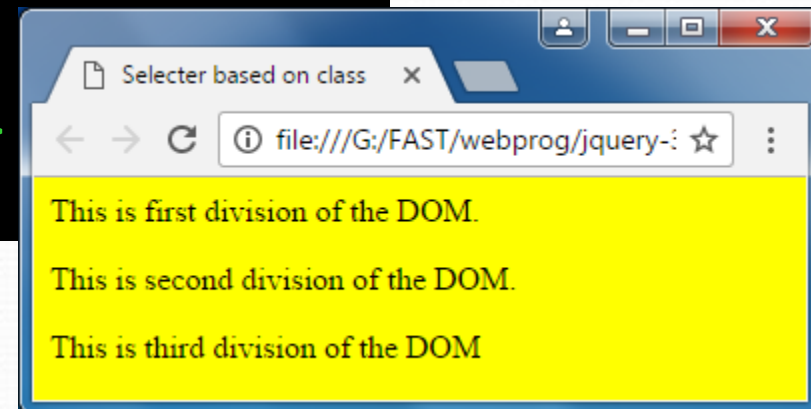 Selecter based on class
file:///G:/FAST/webprog/jquery-3
This is first division of the DOM.
This is second division of the DOM.
This is third division of the DOM